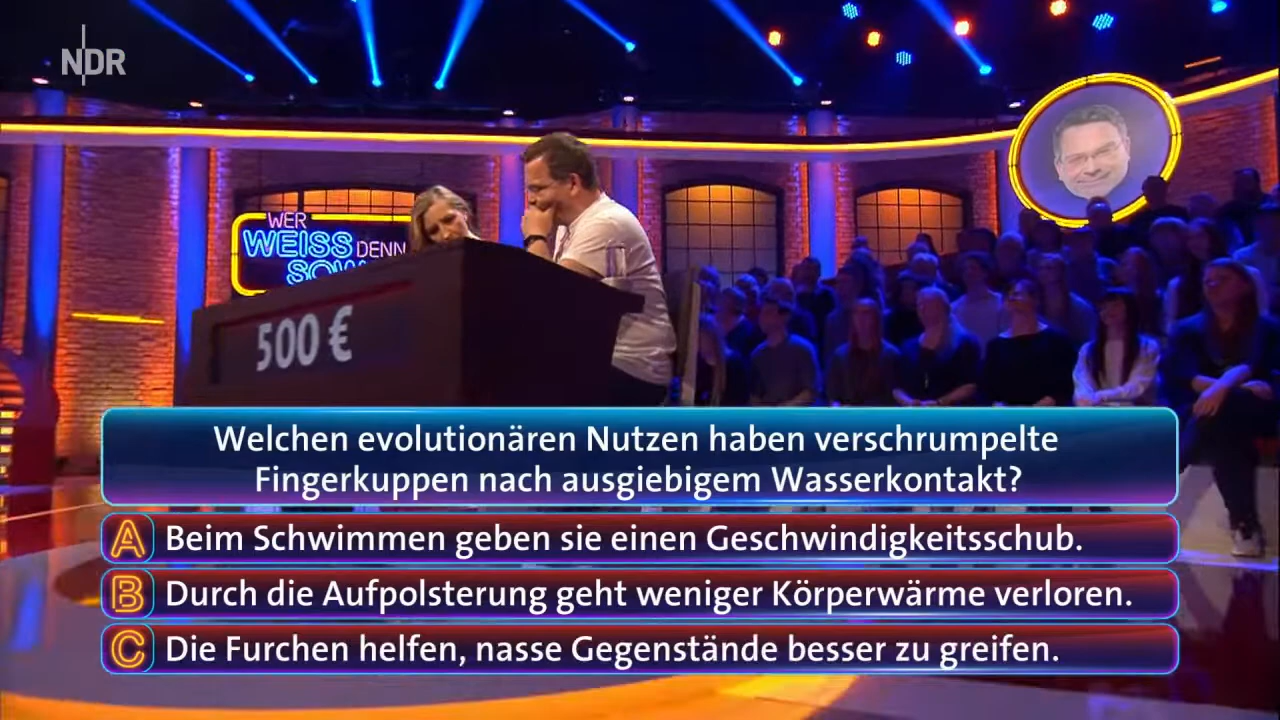 NDR
WER
WEISS DENN
500 €
Welchen evolutionären Nutzen haben verschrumpelte
Fingerkuppen nach ausgiebigem Wasserkontakt?
A Beim Schwimmen geben sie einen Geschwindigkeitsschub.
B Durch die Aufpolsterung geht weniger Körperwärme verloren.
C Die Furchen helfen, nasse Gegenstände besser zu greifen.